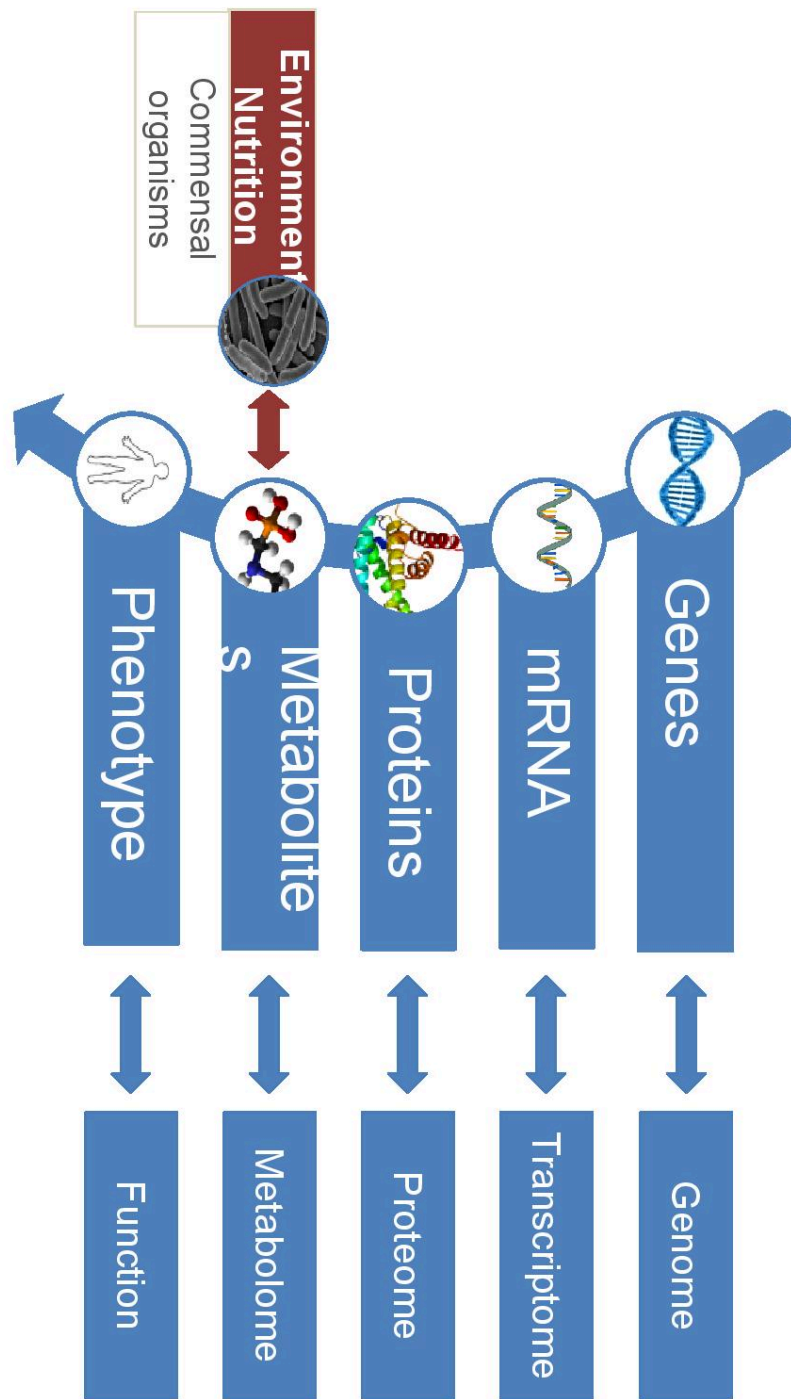 Genes
Genome
mRNA
Transcriptome
Proteins
Proteome
Environment
Nutrition
Commensal
organisms
Metabolite
s
Metabolome
Phenotype
Function